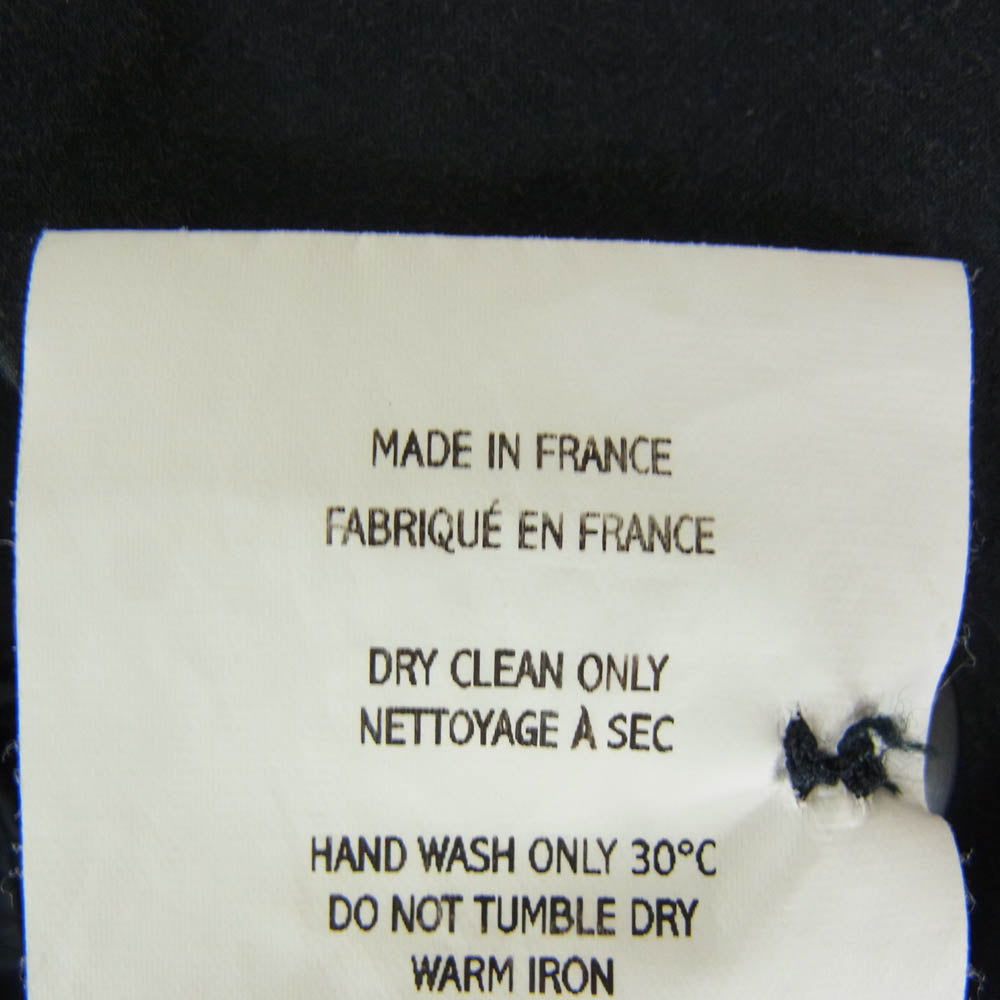 MADE IN FRANCE
FABRIQUÉ EN FRANCE
DRY CLEAN ONLY
NETTOYAGE À SEC
HAND WASH ONLY 30°C
DO NOT TUMBLE DRY
WARM IRON